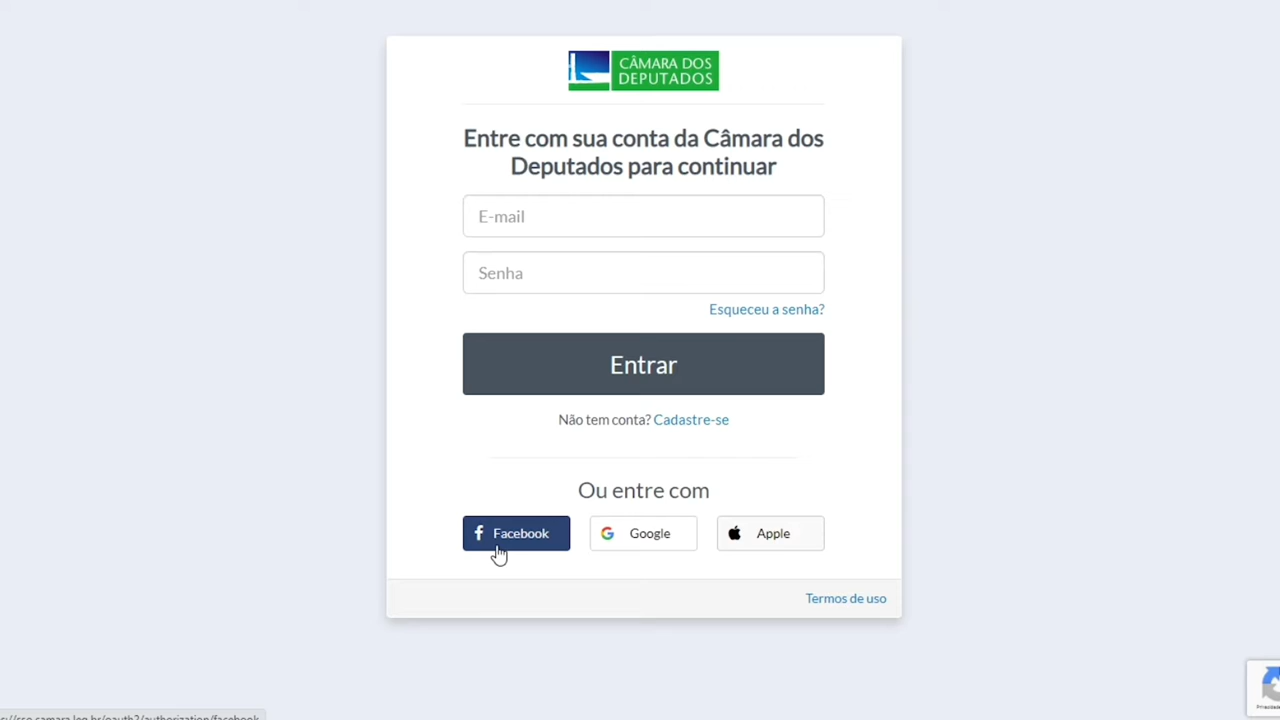 CÂMARA DOS
DEPUTADOS
Entre com sua conta da Câmara dos
Deputados para continuar
E-mail
Senha
Esqueceu a senha?
Entrar
Não tem conta? Cadastre-se
Ou entre com
Facebook
Google
Apple
Termos de uso